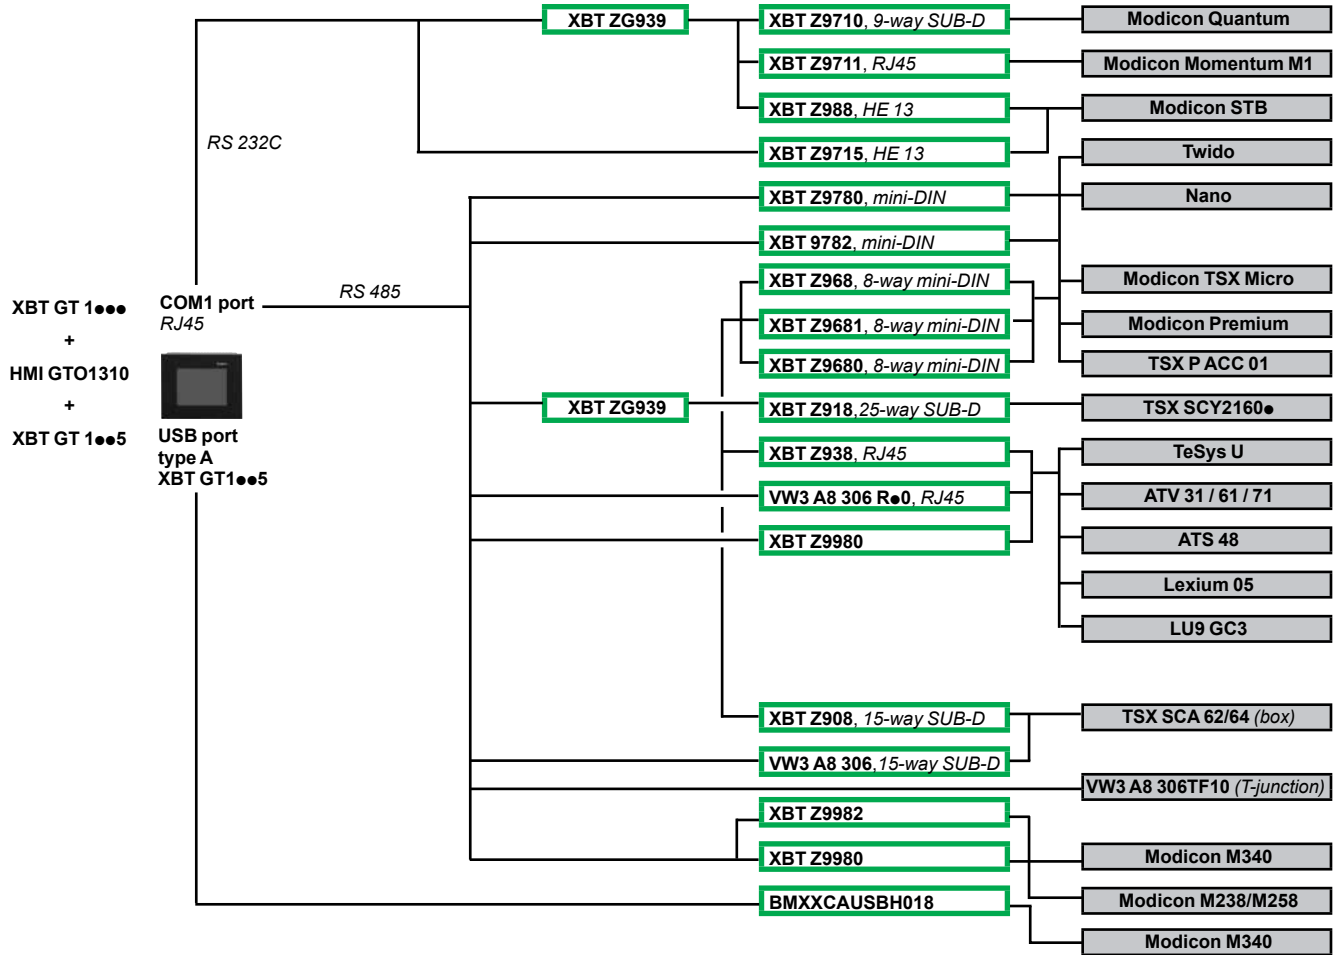 XBT ZG939
XBT Z9710, 9-way SUB-D
Modicon Quantum
XBT Z9711, RJ45
Modicon Momentum M1
XBT Z988, HE 13
Modicon STB
RS 232C
XBT Z9715, HE 13
Twido
XBT Z9780, mini-DIN
Nano
XBT 9782, mini-DIN
XBT Z968, 8-way mini-DIN
Modicon TSX Micro
RS 485
XBT GT 1●●●
+
HMI GTO1310
+
XBT GT 1●●5
COM1 port
RJ45
USB port
type A
XBT GT1●●5
XBT Z9681, 8-way mini-DIN
Modicon Premium
XBT Z9680, 8-way mini-DIN
TSX P ACC 01
XBT ZG939
XBT Z918,25-way SUB-D
TSX SCY2160●
XBT Z938, RJ45
TeSys U
VW3 A8 306 R●0, RJ45
ATV 31 / 61 / 71
XBT Z9980
ATS 48
Lexium 05
LU9 GC3
XBT Z908, 15-way SUB-D
TSX SCA 62/64 (box)
VW3 A8 306,15-way SUB-D
VW3 A8 306TF10 (T-junction)
XBT Z9982
XBT Z9980
Modicon M340
BMXXCAUSBH018
Modicon M238/M258
Modicon M340